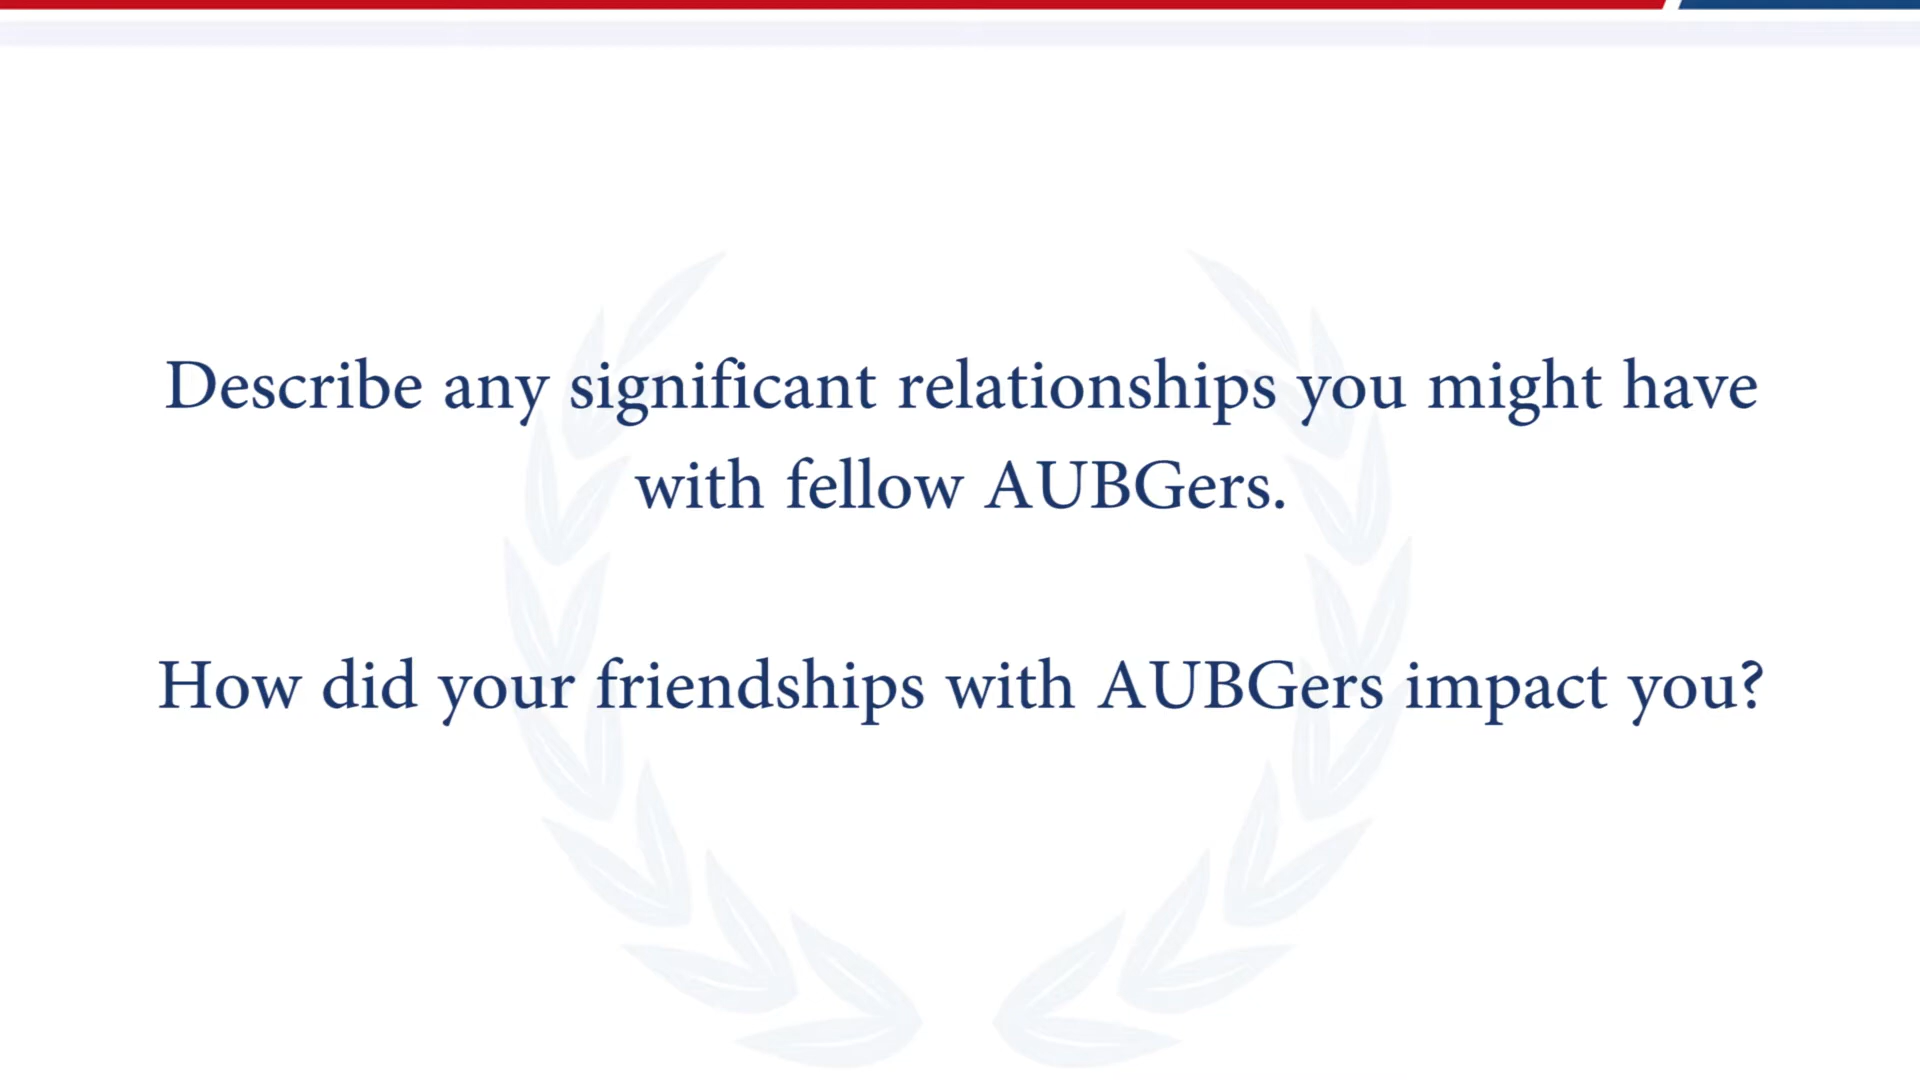 Describe any significant relationships you might have
with fellow AUBGers.
How did your friendships with AUBGers impact you?